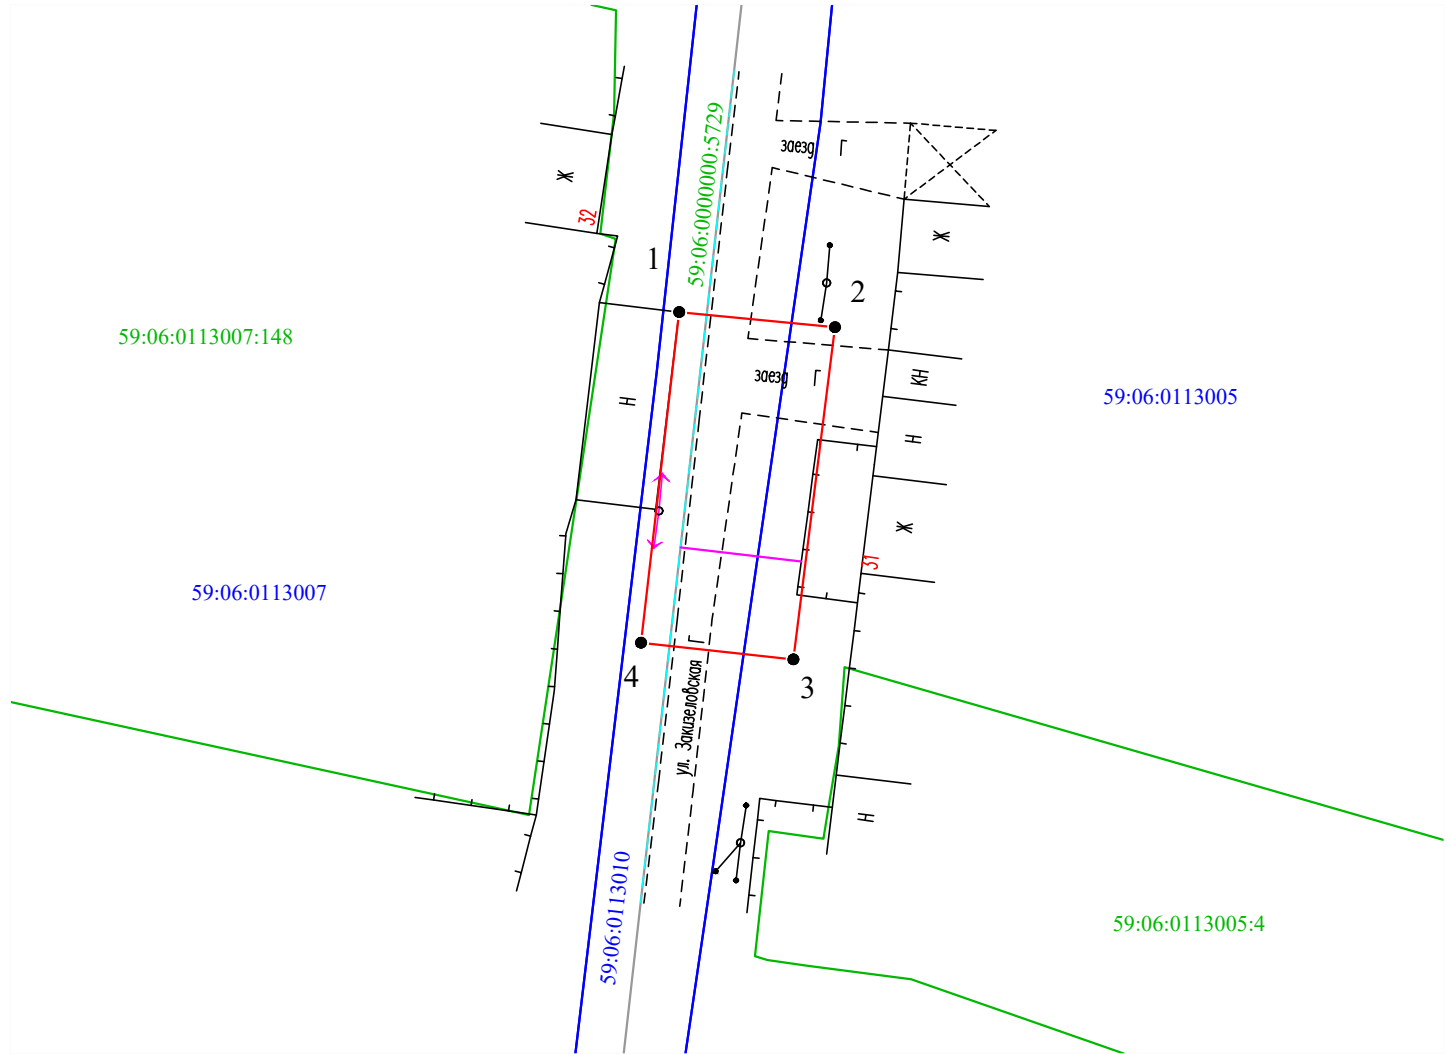 59:06:0000000:5729
заезд Г
Ж
32
Ж
1
2
59:06:0113007:148
заезд Г
КН
59:06:0113005
Н
Н
Ж
31
59:06:0113007
4
3
ул. Закизеловская Г
Н
59:06:0113010
59:06:0113005:4